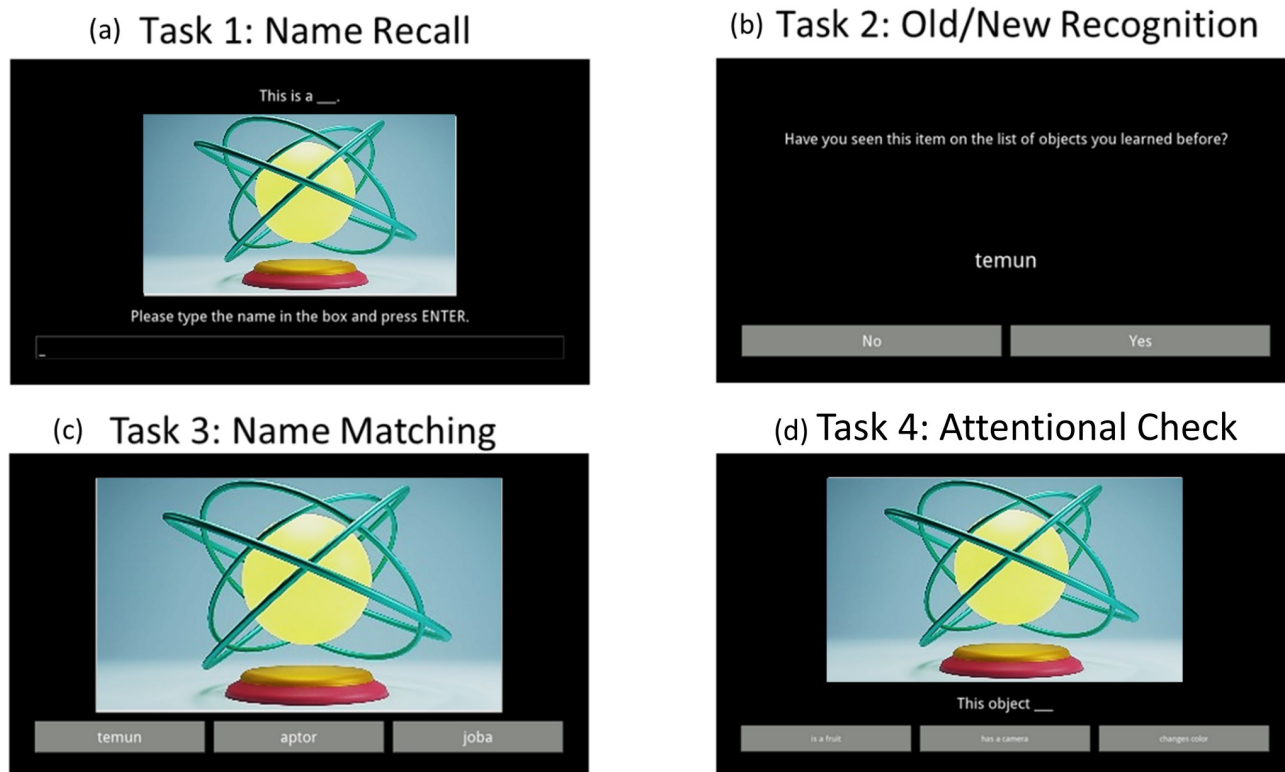 (a) Task 1: Name Recall
This is a ___.
Please type the name in the box and press ENTER.
_
(b) Task 2: Old/New Recognition
Have you seen this item on the list of objects you learned before?
temun
No Yes
(c) Task 3: Name Matching
temun aptor joba
(d) Task 4: Attentional Check
This object ___
is a fruit has a camera changes color